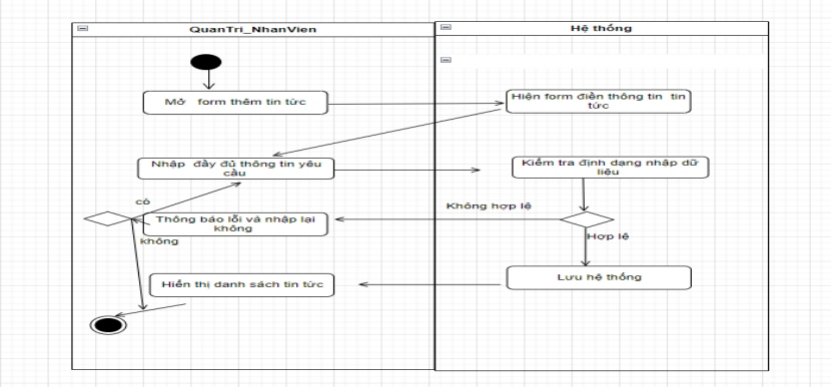 QuanTri_NhanVien
Hệ thống
Mở form thêm tin tức
Hiện form điền thông tin tin
tức
Nhập đầy đủ thông tin yêu
cầu
Kiểm tra định dạng nhập dữ
liệu
có
Không hợp lệ
Thông báo lỗi và nhập lại
không
không
Hợp lệ
Hiển thị danh sách tin tức
Lưu hệ thống